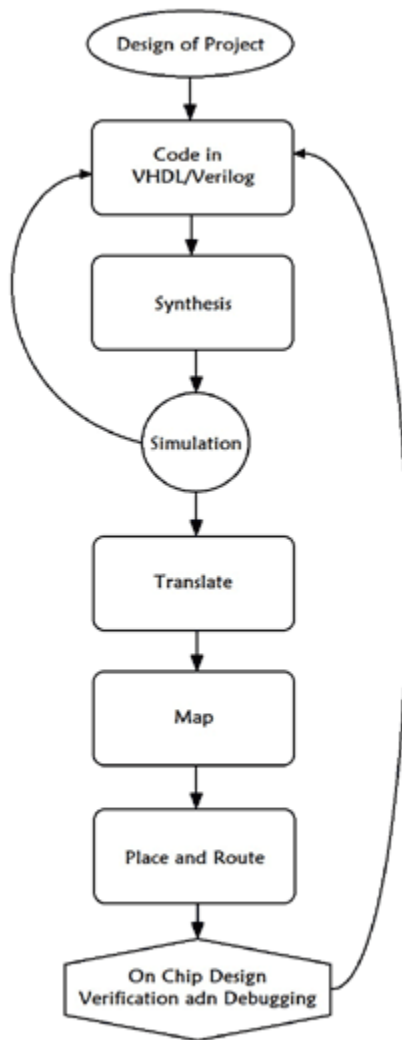 Design of Project
Code in
VHDL/Verilog
Synthesis
Simulation
Translate
Map
Place and Route
On Chip Design
Verification adn Debugging